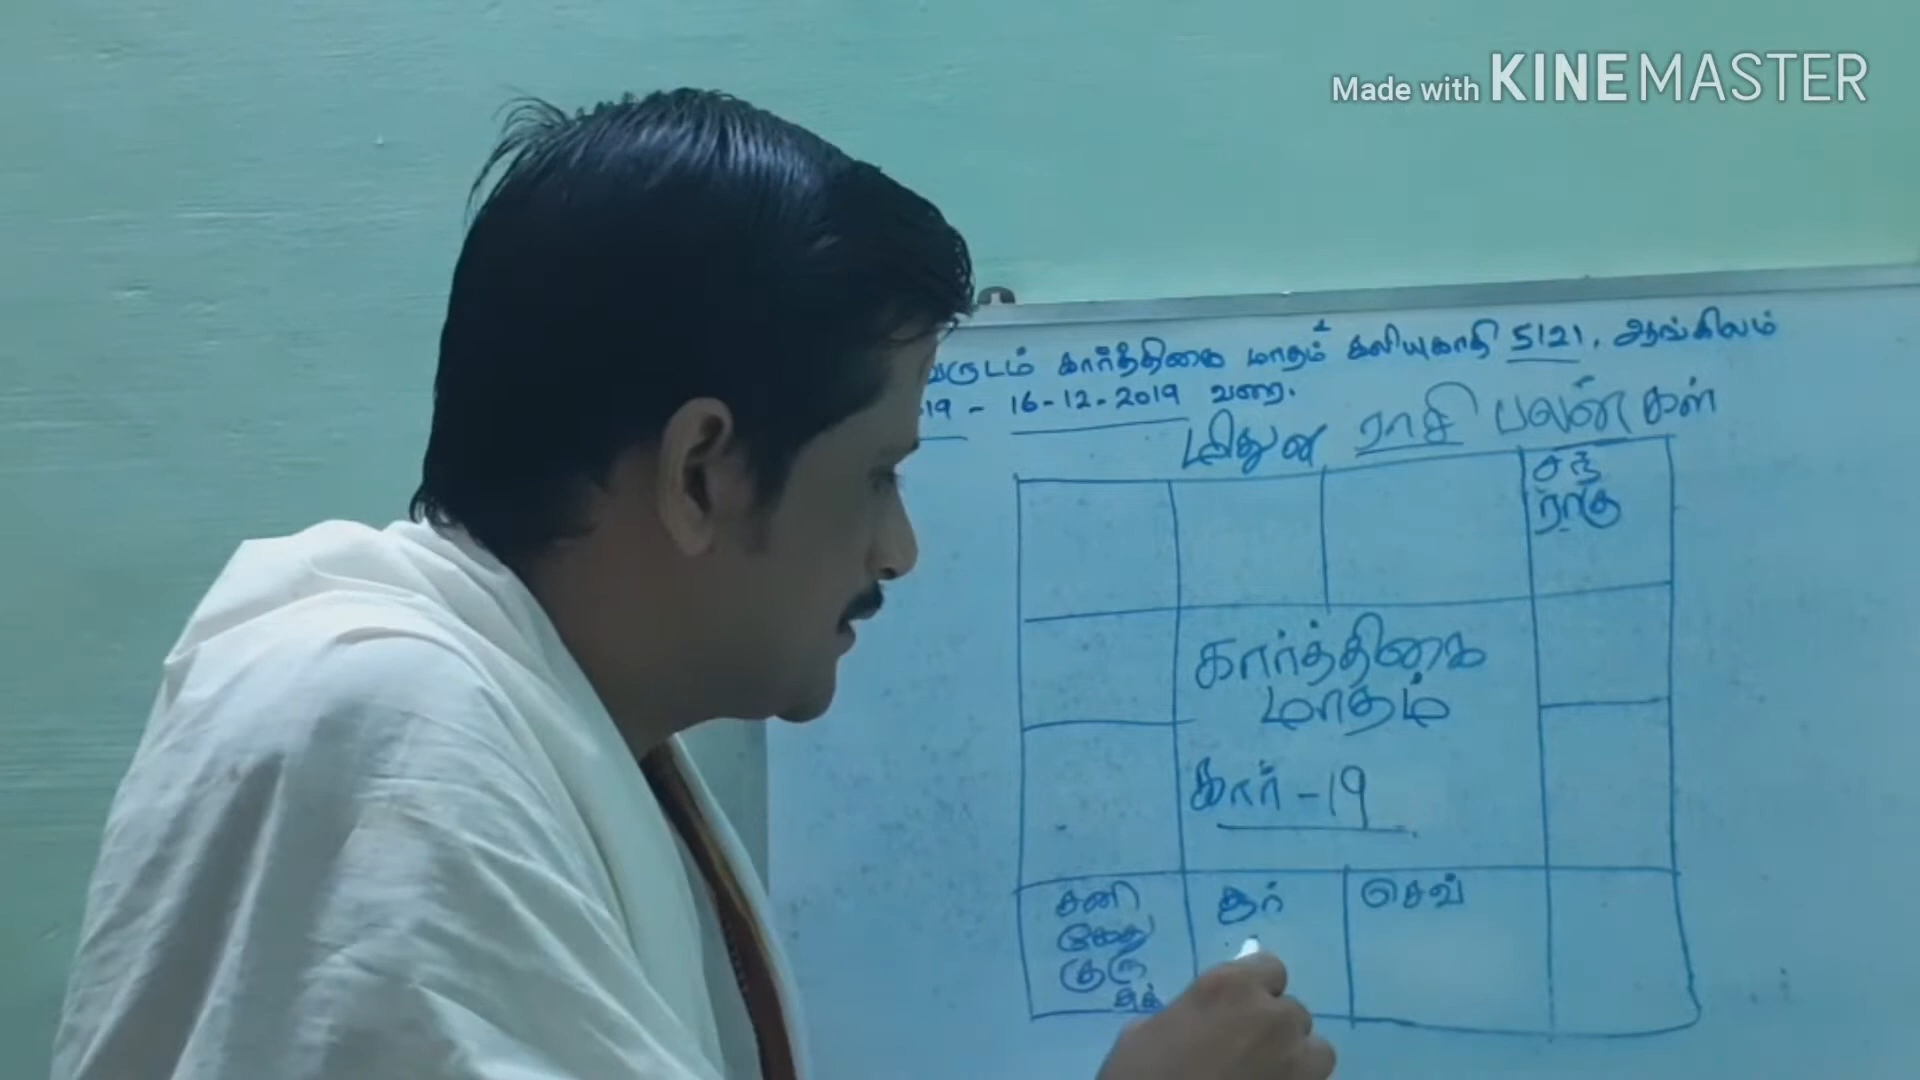 Made with KINEMASTER
வருடம் கார்த்திகை மாதம் கலியுகாதி 5121, ஆங்கிலம்
19 - 16-12-2019 வரை.
மிதுன ராசி பலன்கள்
சந்
ராகு
கார்த்திகை
மாதம்
கார் - 19
சனி
கேது
குரு
சுக்
சூர்
செவ்